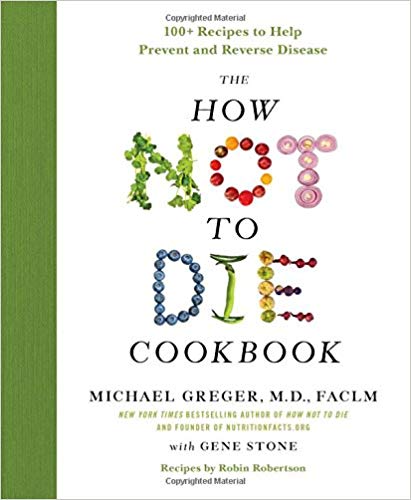 Copyrighted Material
100+ Recipes to Help
Prevent and Reverse Disease
THE
HOW
NOT
TO
DIE
COOKBOOK
MICHAEL GREGER, M.D., FACLM
NEW YORK TIMES BESTSELLING AUTHOR OF HOW NOT TO DIE
AND FOUNDER OF NUTRITIONFACTS.ORG
with GENE STONE
Recipes by Robin Robertson
Copyrighted Material